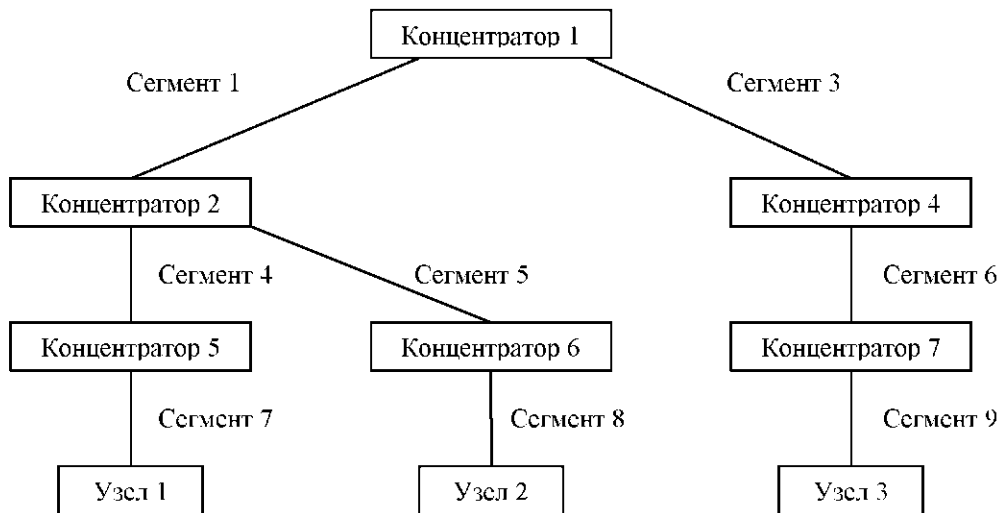 Концентратор 1
Сегмент 1
Сегмент 3
Концентратор 2
Концентратор 4
Сегмент 4
Сегмент 5
Сегмент 6
Концентратор 5
Концентратор 6
Концентратор 7
Сегмент 7
Сегмент 8
Сегмент 9
Узел 1
Узел 2
Узел 3